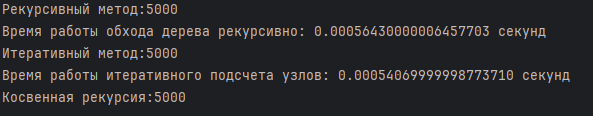 Рекурсивный метод:5000
Время работы обхода дерева рекурсивно: 0.00056430000006457703 секунд
Итеративный метод:5000
Время работы итеративного подсчета узлов: 0.00054069999998773710 секунд
Косвенная рекурсия:5000